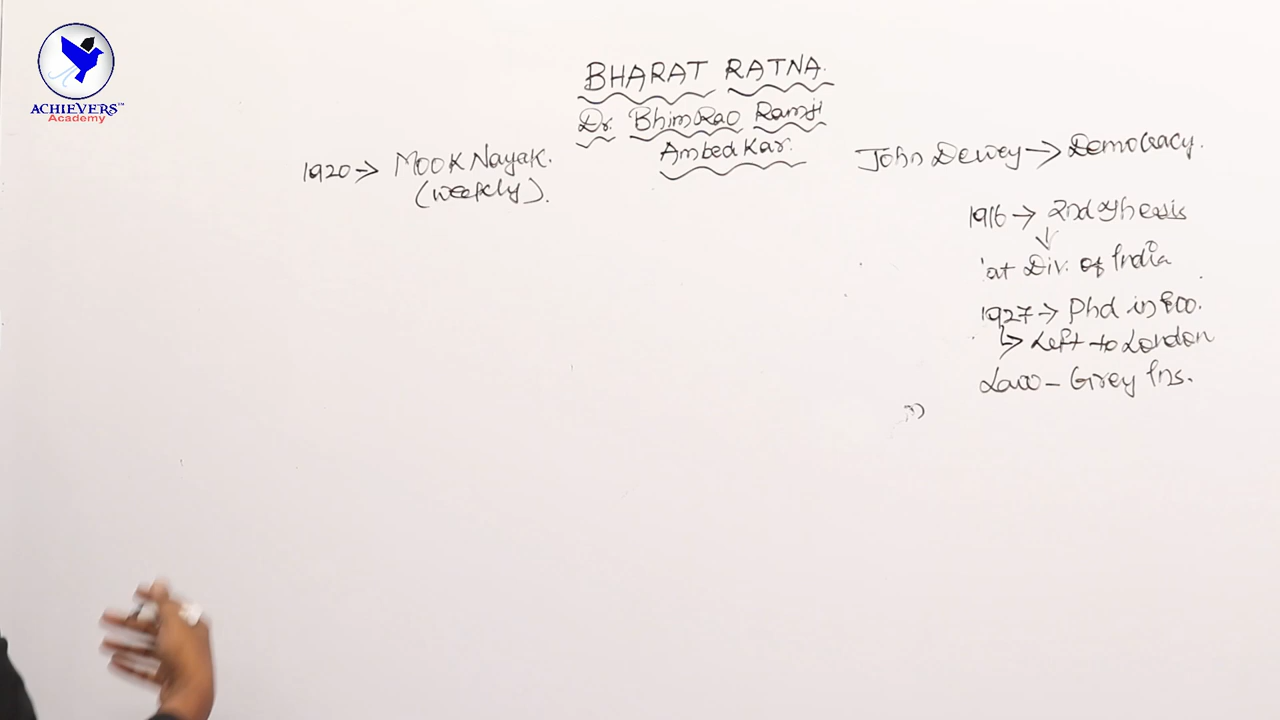 ACHIEVERS™
Academy
BHARAT RATNA.
Dr. BhimRao Ramji
Ambedkar.
1920 → Mook Nayak.
(weekly).
John Dewey → Democracy.
1916 → 2nd thesis
at Div. of India
1927 → Phd in Eco.
↳ Left to London
Law - Grey Ins.